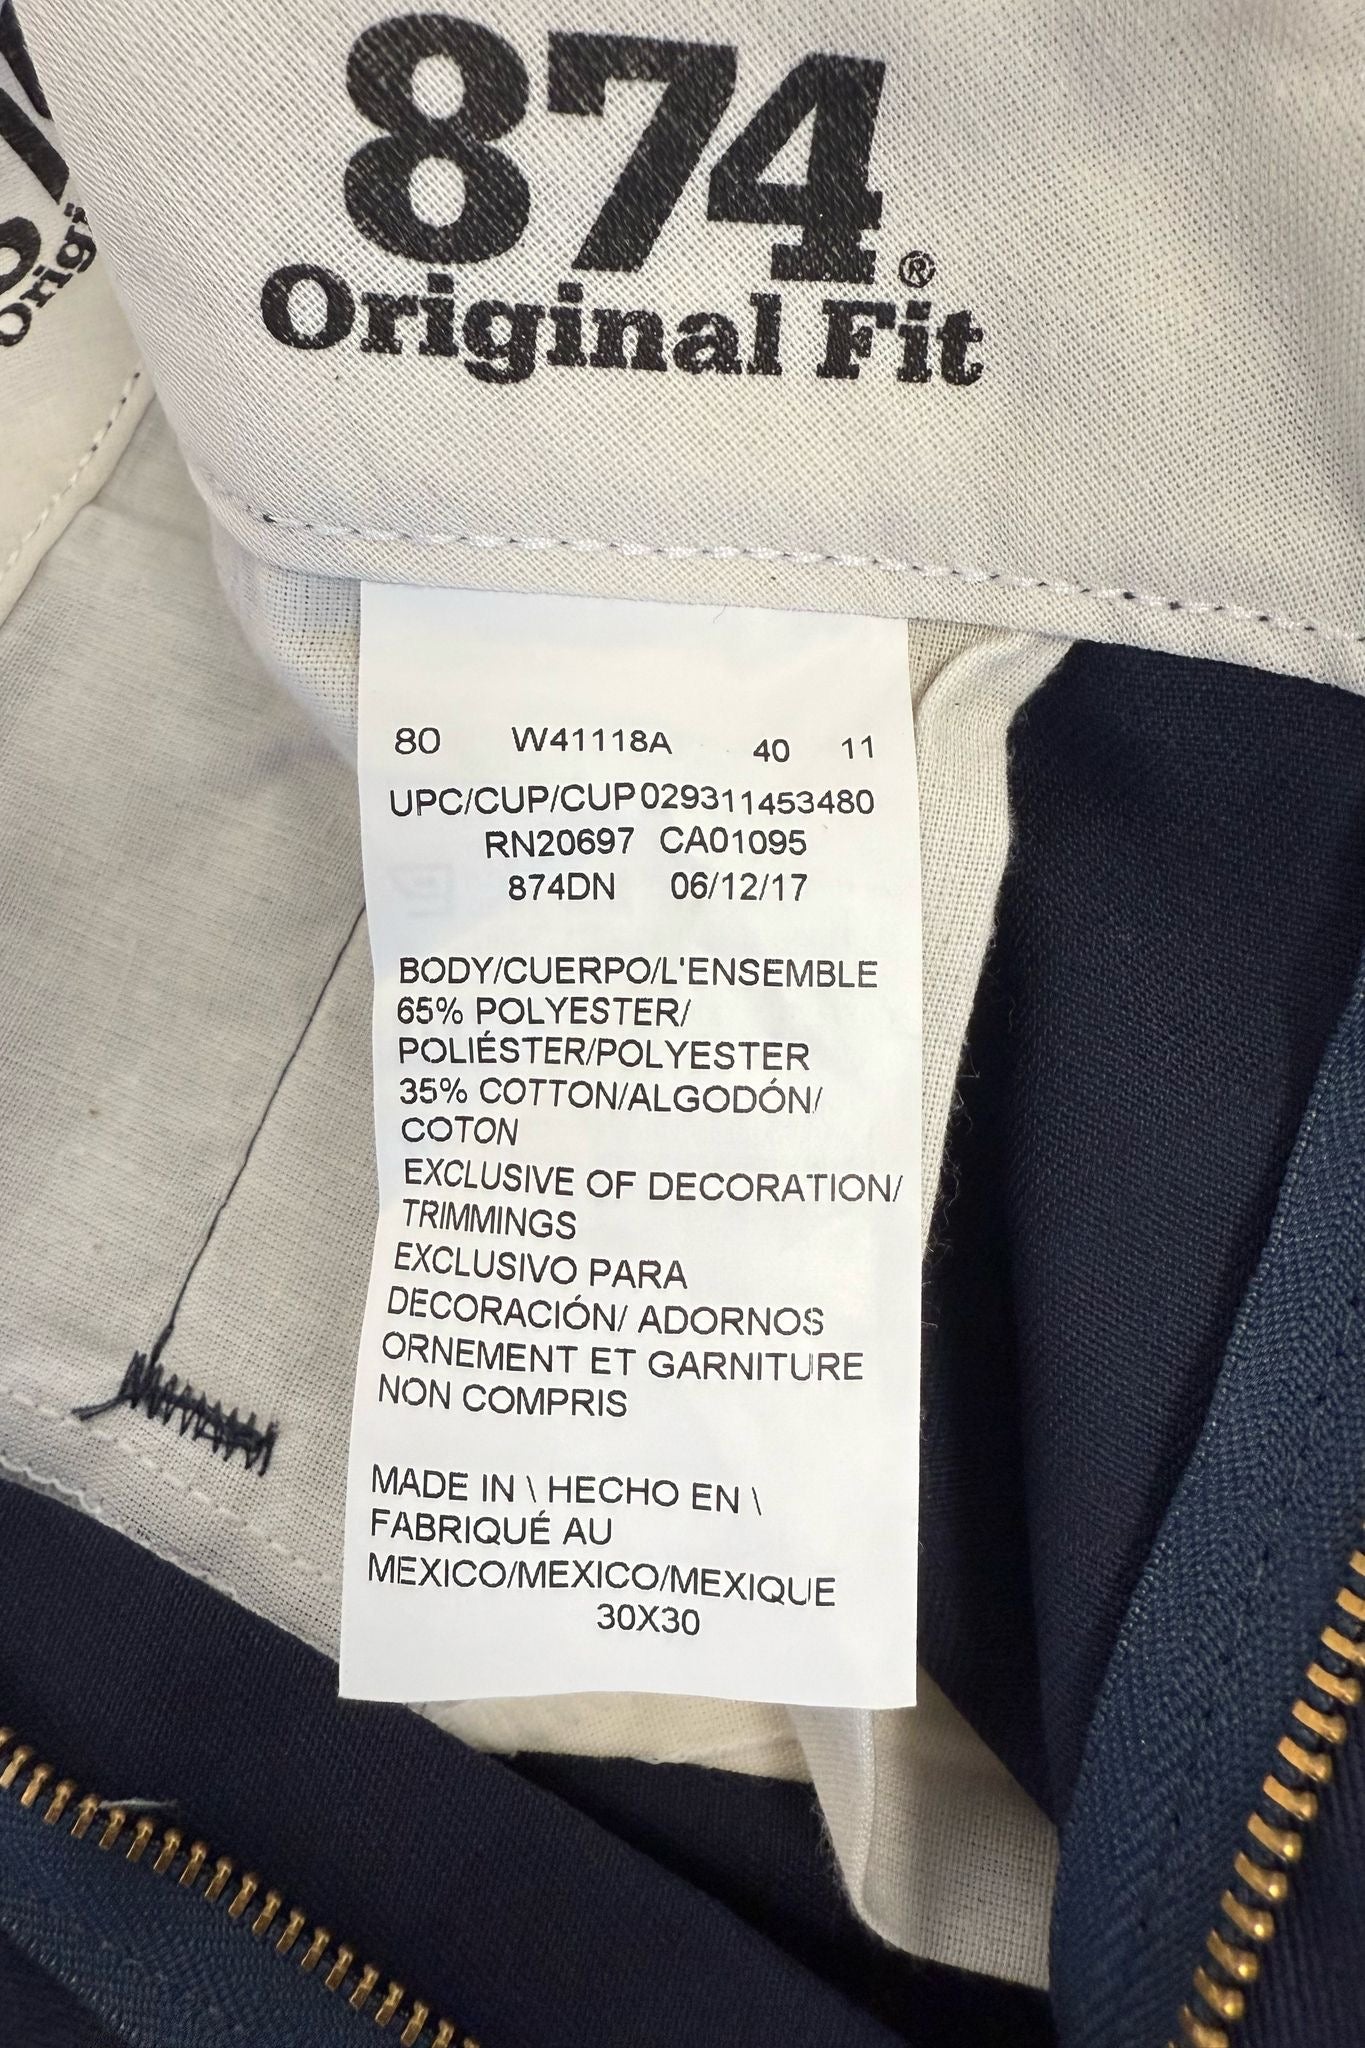 874®
Original Fit
Orig
80 W41118A 40 11
UPC/CUP/CUP 029311453480
RN20697 CA01095
874DN 06/12/17
BODY/CUERPO/L'ENSEMBLE
65% POLYESTER/
POLIÉSTER/POLYESTER
35% COTTON/ALGODÓN/
COTON
EXCLUSIVE OF DECORATION/
TRIMMINGS
EXCLUSIVO PARA
DECORACIÓN/ ADORNOS
ORNEMENT ET GARNITURE
NON COMPRIS
MADE IN \ HECHO EN \
FABRIQUÉ AU
MEXICO/MEXICO/MEXIQUE
30X30